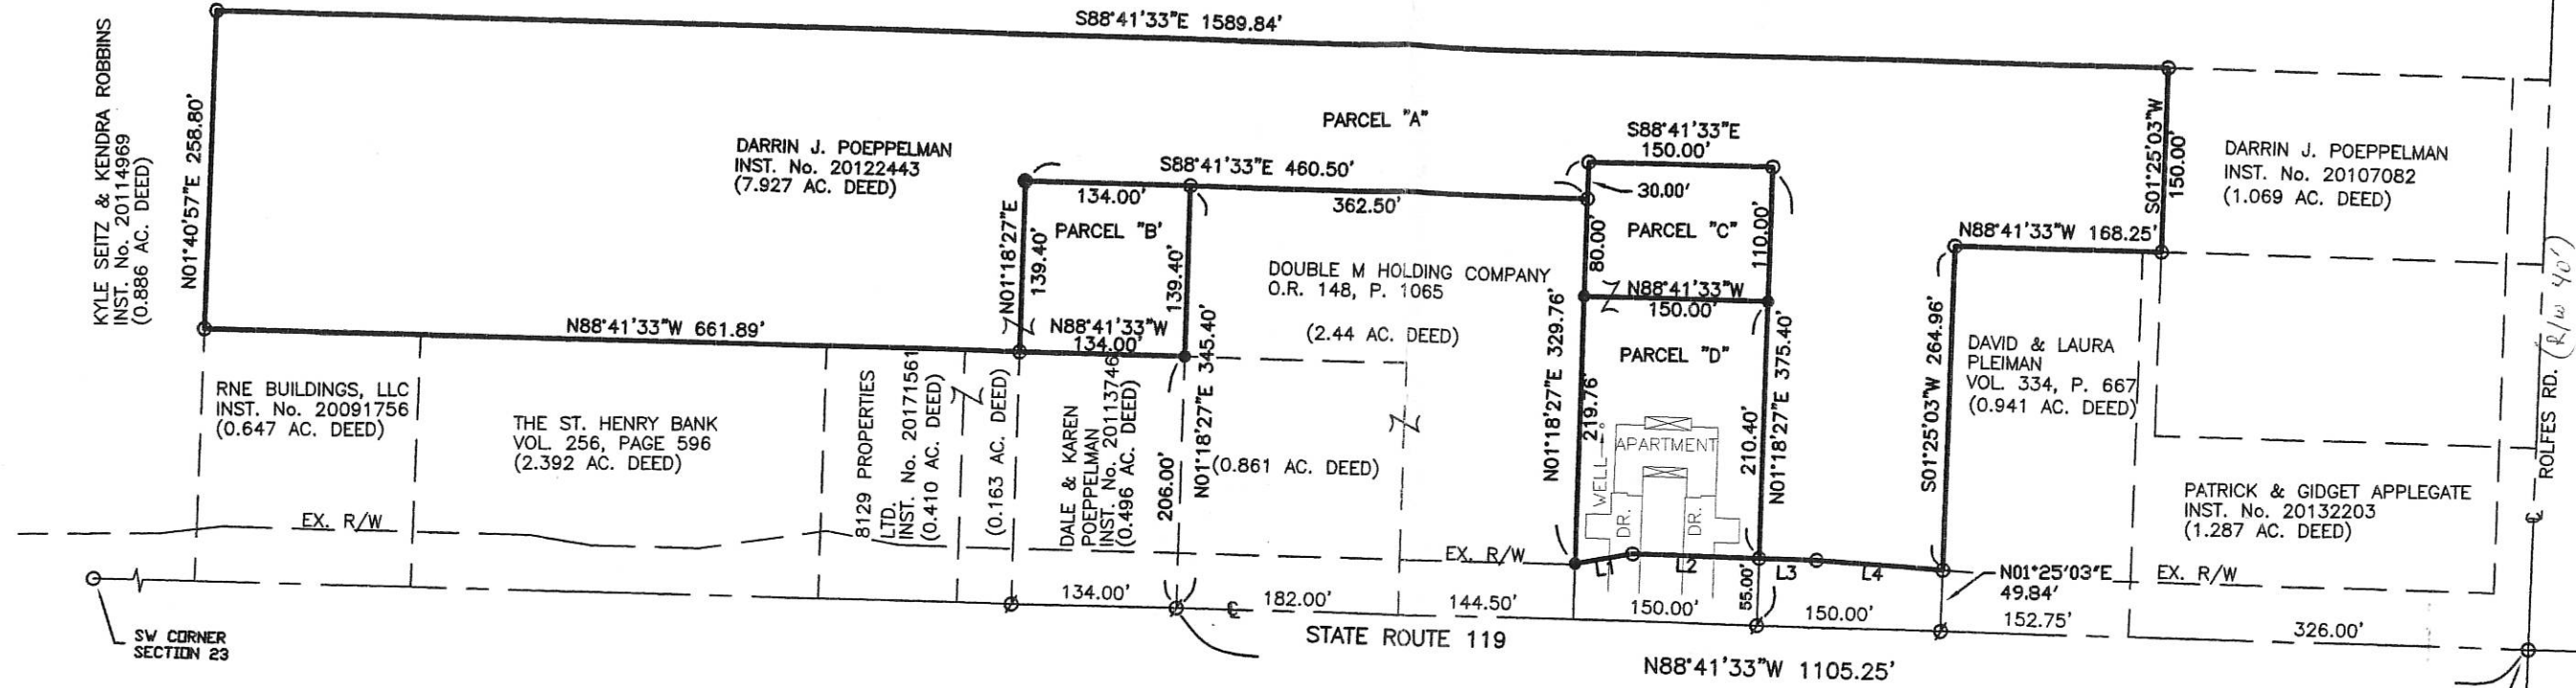 S88°41'33"E 1589.84'
KYLE SEITZ & KENDRA ROBBINS
INST. No. 20114969
(0.886 AC. DEED)
N01°40'57"E 258.80'
DARRIN J. POEPPELMAN
INST. No. 20122443
(7.927 AC. DEED)
PARCEL "A"
S88°41'33"E
150.00'
S88°41'33"E 460.50'
134.00'
362.50'
30.00'
N01°18'27"E
139.40'
PARCEL "B'
139.40'
80.00'
PARCEL "C"
110.00'
S01°25'03"W
150.00'
DARRIN J. POEPPELMAN
INST. No. 20107082
(1.069 AC. DEED)
N88°41'33"W 168.25'
DOUBLE M HOLDING COMPANY
O.R. 148, P. 1065
(2.44 AC. DEED)
N88°41'33"W
150.00'
N88°41'33"W 661.89'
N88°41'33"W
134.00'
N01°18'27"E 345.40'
206.00'
N01°18'27"E 329.76'
219.76'
PARCEL "D"
210.40'
N01°18'27"E 375.40'
S01°25'03"W 264.96'
DAVID & LAURA
PLEIMAN
VOL. 334, P. 667
(0.941 AC. DEED)
ROLFES RD. (R/W 40')
RNE BUILDINGS, LLC
INST. No. 20091756
(0.647 AC. DEED)
THE ST. HENRY BANK
VOL. 256, PAGE 596
(2.392 AC. DEED)
8129 PROPERTIES
LTD.
INST. No. 20171561
(0.410 AC. DEED)
(0.163 AC. DEED)
DALE & KAREN
POEPPELMAN
INST. No. 20113746
(0.496 AC. DEED)
(0.861 AC. DEED)
WELL
APARTMENT
DR.
DR.
PATRICK & GIDGET APPLEGATE
INST. No. 20132203
(1.287 AC. DEED)
EX. R/W
EX. R/W
L1
L2
L3
L4
N01°25'03"E
49.84'
EX. R/W
134.00'
182.00'
144.50'
150.00'
55.00'
150.00'
152.75'
326.00'
SW CORNER
SECTION 23
STATE ROUTE 119
N88°41'33"W 1105.25'